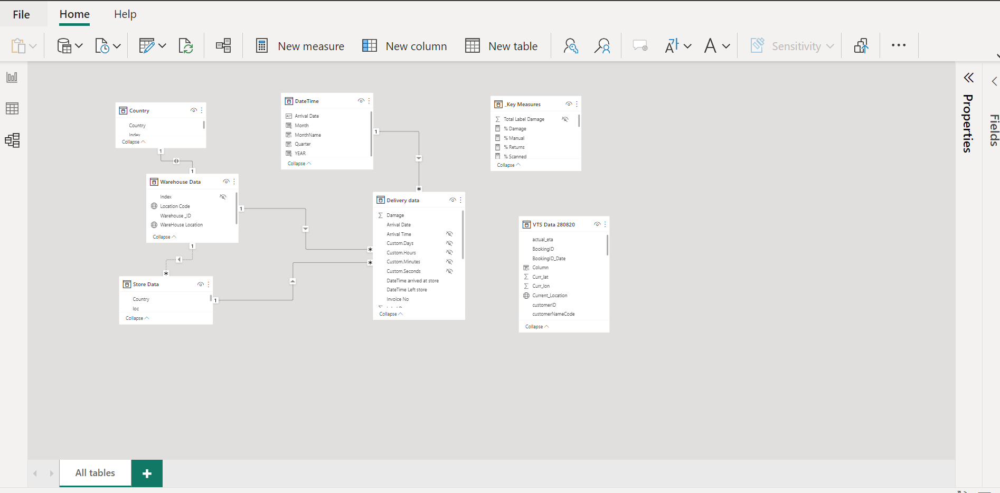 File
Home
Help
New measure
New column
New table
Sensitivity
Properties
Fields
Country
Country
Index
Collapse
1
1
Warehouse Data
Index
Location Code
Warehouse _ID
WareHouse Location
Collapse
1
1
*
Store Data
Country
loc
Collapse
1
DateTime
Arrival Date
Month
MonthName
Quarter
YEAR
Collapse
1
*
*
*
Delivery data
Damage
Arrival Date
Arrival Time
Custom.Days
Custom.Hours
Custom.Minutes
Custom.Seconds
DateTime arrived at store
DateTime Left store
Invoice No
Collapse
_Key Measures
Total Label Damage
% Damage
% Manual
% Returns
% Scanned
Collapse
VTS Data 280820
actual_eta
BookingID
BookingID_Date
Column
Curr_lat
Curr_lon
Current_Location
customerID
customerNameCode
Collapse
All tables